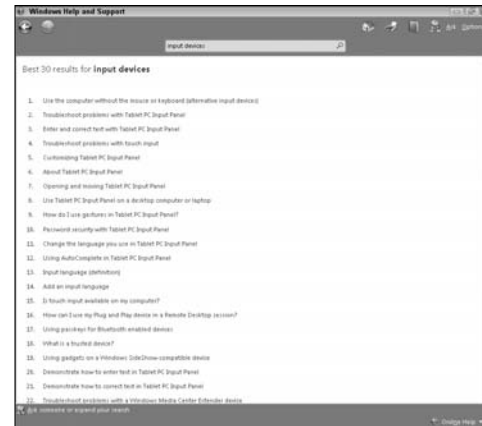 Windows Help and Support
Ask Options
input devices
Best 30 results for input devices
1. Use the computer without the mouse or keyboard (alternative input devices)
2. Troubleshoot problems with Tablet PC Input Panel
3. Enter and correct text with Tablet PC Input Panel
4. Troubleshoot problems with touch input
5. Customizing Tablet PC Input Panel
6. About Tablet PC Input Panel
7. Opening and moving Tablet PC Input Panel
8. Use Tablet PC Input Panel on a desktop computer or laptop
9. How do I use gestures in Tablet PC Input Panel?
10. Password security with Tablet PC Input Panel
11. Change the language you use in Tablet PC Input Panel
12. Using AutoComplete in Tablet PC Input Panel
13. Input language (definition)
14. Add an input language
15. Is touch input available on my computer?
16. How can I use my Plug and Play device in a Remote Desktop session?
17. Using passkeys for Bluetooth enabled devices
18. What is a trusted device?
19. Using gadgets on a Windows SideShow-compatible device
20. Demonstrate how to enter text in Tablet PC Input Panel
21. Demonstrate how to correct text in Tablet PC Input Panel
22. Troubleshoot problems with a Windows Media Center Extender device
Ask someone or expand your search
Online Help